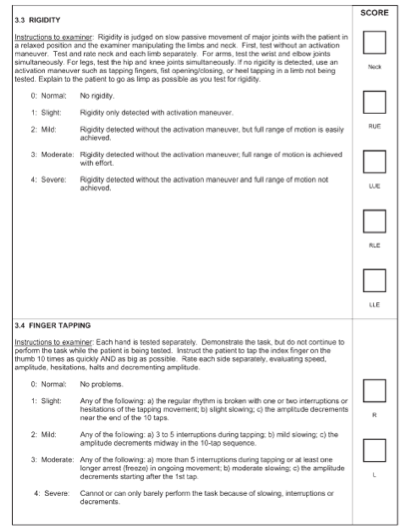 SCORE
3.3 RIGIDITY
Instructions to examiner: Rigidity is judged on slow passive movement of major joints with the patient in
a relaxed position and the examiner manipulating the limbs and neck. First, test without an activation
maneuver. Test and rate neck and each limb separately. For arms, test the wrist and elbow joints
simultaneously. For legs, test the hip and knee joints simultaneously. If no rigidity is detected, use an
activation maneuver such as tapping fingers, fist opening/closing, or heel tapping in a limb not being
tested. Explain to the patient to go as limp as possible as you test for rigidity.
Neck
0: Normal: No rigidity.
1: Slight: Rigidity only detected with activation maneuver.
RUE
2: Mild: Rigidity detected without the activation maneuver, but full range of motion is easily
achieved.
3: Moderate: Rigidity detected without the activation maneuver; full range of motion is achieved
with effort.
4: Severe: Rigidity detected without the activation maneuver and full range of motion not
achieved.
LUE
RLE
LLE
3.4 FINGER TAPPING
Instructions to examiner: Each hand is tested separately. Demonstrate the task, but do not continue to
perform the task while the patient is being tested. Instruct the patient to tap the index finger on the
thumb 10 times as quickly AND as big as possible. Rate each side separately, evaluating speed,
amplitude, hesitations, halts and decrementing amplitude.
0: Normal: No problems.
1: Slight: Any of the following: a) the regular rhythm is broken with one or two interruptions or
hesitations of the tapping movement; b) slight slowing; c) the amplitude decrements
near the end of the 10 taps.
R
2: Mild: Any of the following: a) 3 to 5 interruptions during tapping; b) mild slowing; c) the
amplitude decrements midway in the 10-tap sequence.
3: Moderate: Any of the following: a) more than 5 interruptions during tapping or at least one
longer arrest (freeze) in ongoing movement; b) moderate slowing; c) the amplitude
decrements starting after the 1st tap.
L
4: Severe: Cannot or can only barely perform the task because of slowing, interruptions or
decrements.